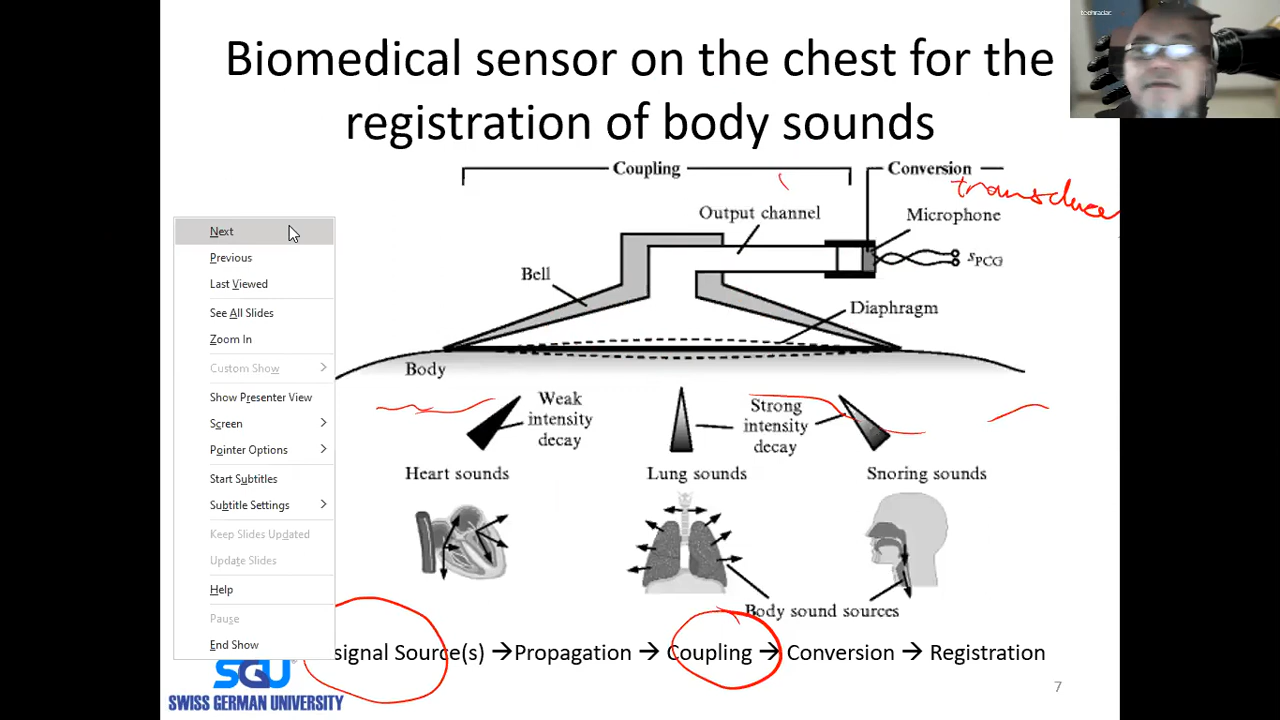 techradar
Biomedical sensor on the chest for the
registration of body sounds
Coupling
Conversion
transduce
Output channel
Microphone
sPCG
Bell
Diaphragm
Body
Weak
intensity
decay
Strong
intensity
decay
Heart sounds
Lung sounds
Snoring sounds
Body sound sources
signal Source(s) → Propagation → Coupling → Conversion → Registration
SGU
SWISS GERMAN UNIVERSITY
7
Next
Previous
Last Viewed
See All Slides
Zoom In
Custom Show
Show Presenter View
Screen
Pointer Options
Start Subtitles
Subtitle Settings
Keep Slides Updated
Update Slides
Help
Pause
End Show